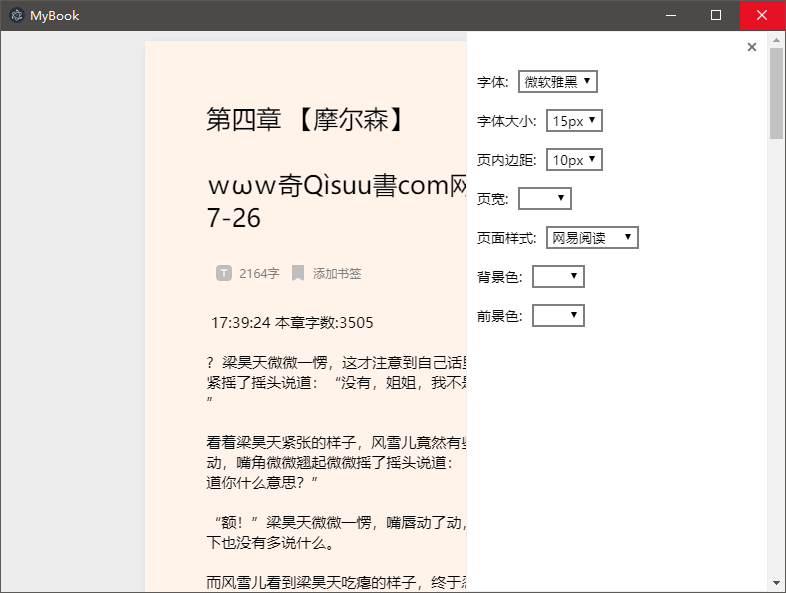 MyBook
第四章 【摩尔森】
wωw奇Qìsuu書com网
7-26
2164字 添加书签
17:39:24 本章字数:3505
？梁昊天微微一愣，这才注意到自己话里
紧摇了摇头说道：“没有，姐姐，我不是
”
看着梁昊天紧张的样子，风雪儿竟然有些
动，嘴角微微翘起微微摇了摇头说道：
道你什么意思？”
“额！”梁昊天微微一愣，嘴唇动了动，
下也没有多说什么。
而风雪儿看到梁昊天吃瘪的样子，终于忍
字体: 微软雅黑
字体大小: 15px
页内边距: 10px
页宽:
页面样式: 网易阅读
背景色:
前景色: